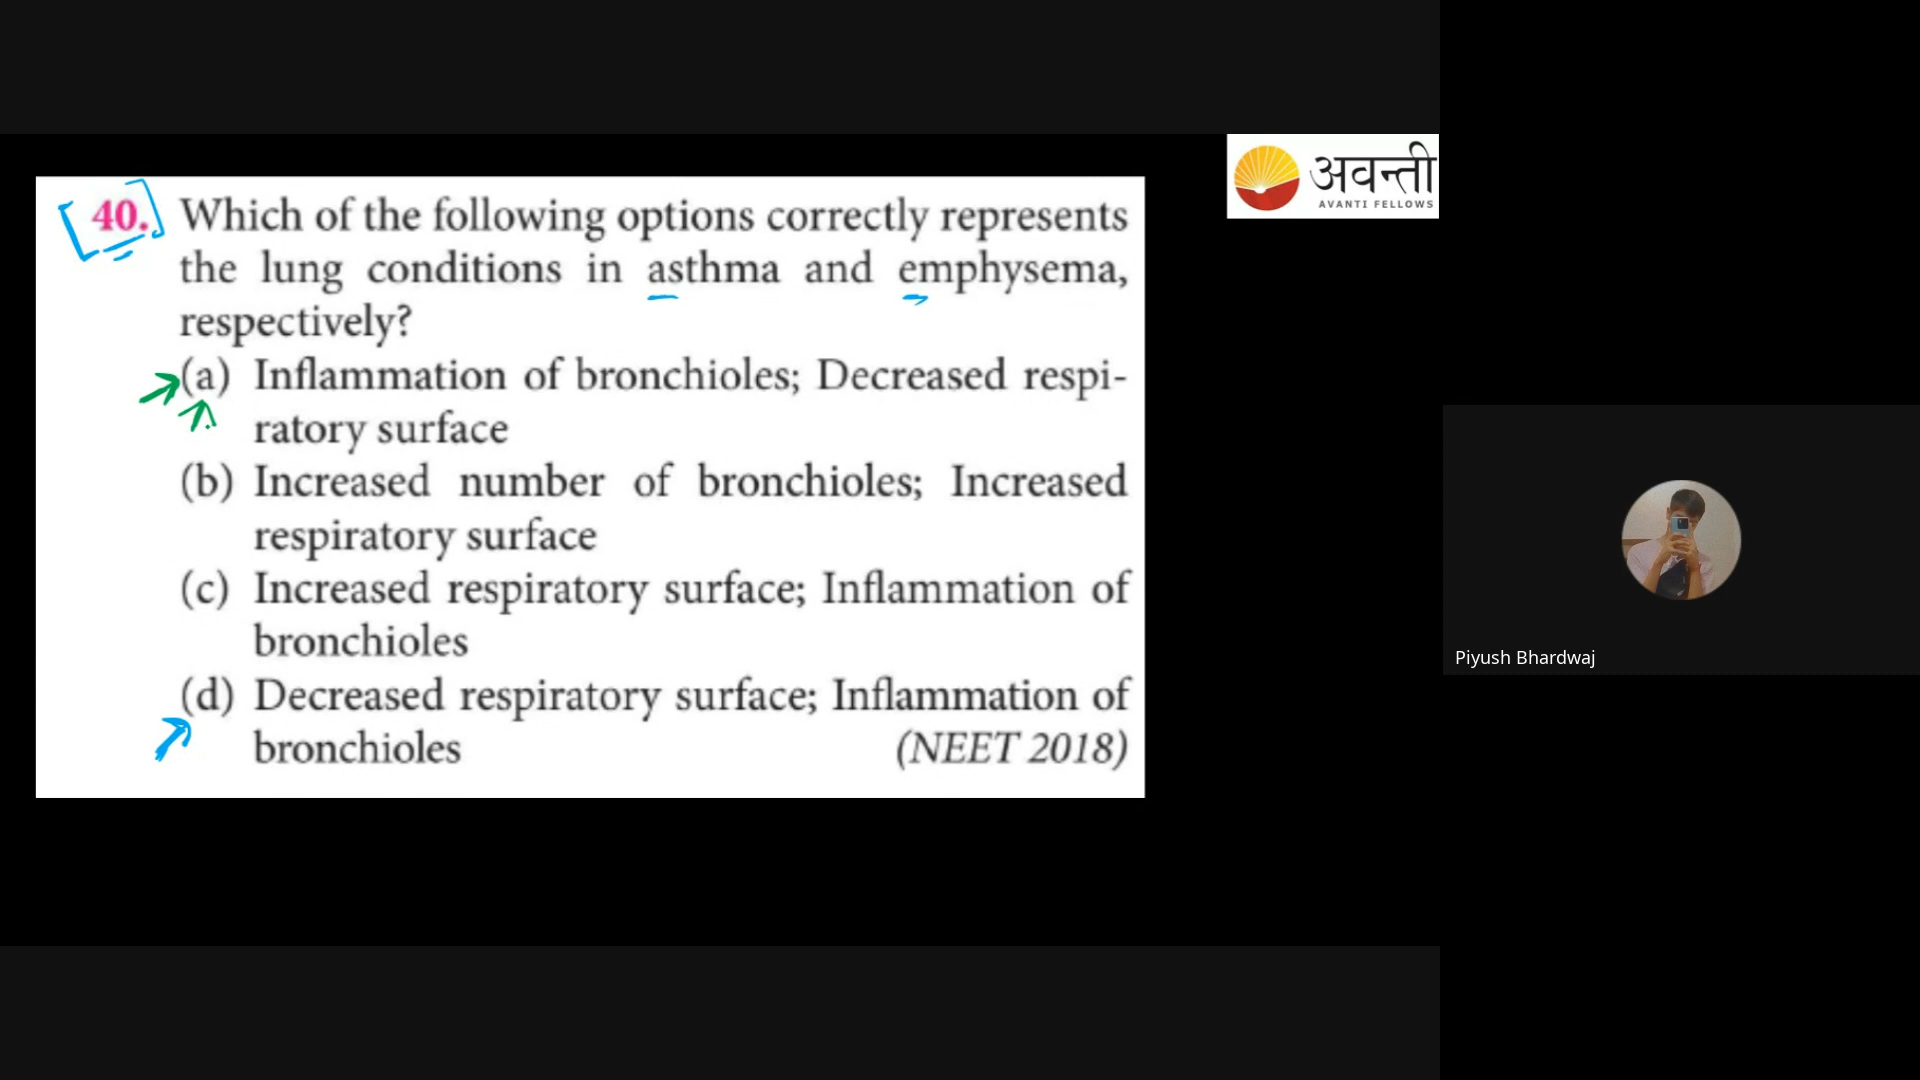 अवन्ती
AVANTI FELLOWS
40. Which of the following options correctly represents
the lung conditions in asthma and emphysema,
respectively?
(a) Inflammation of bronchioles; Decreased respi-
ratory surface
(b) Increased number of bronchioles; Increased
respiratory surface
(c) Increased respiratory surface; Inflammation of
bronchioles
(d) Decreased respiratory surface; Inflammation of
bronchioles (NEET 2018)
Piyush Bhardwaj